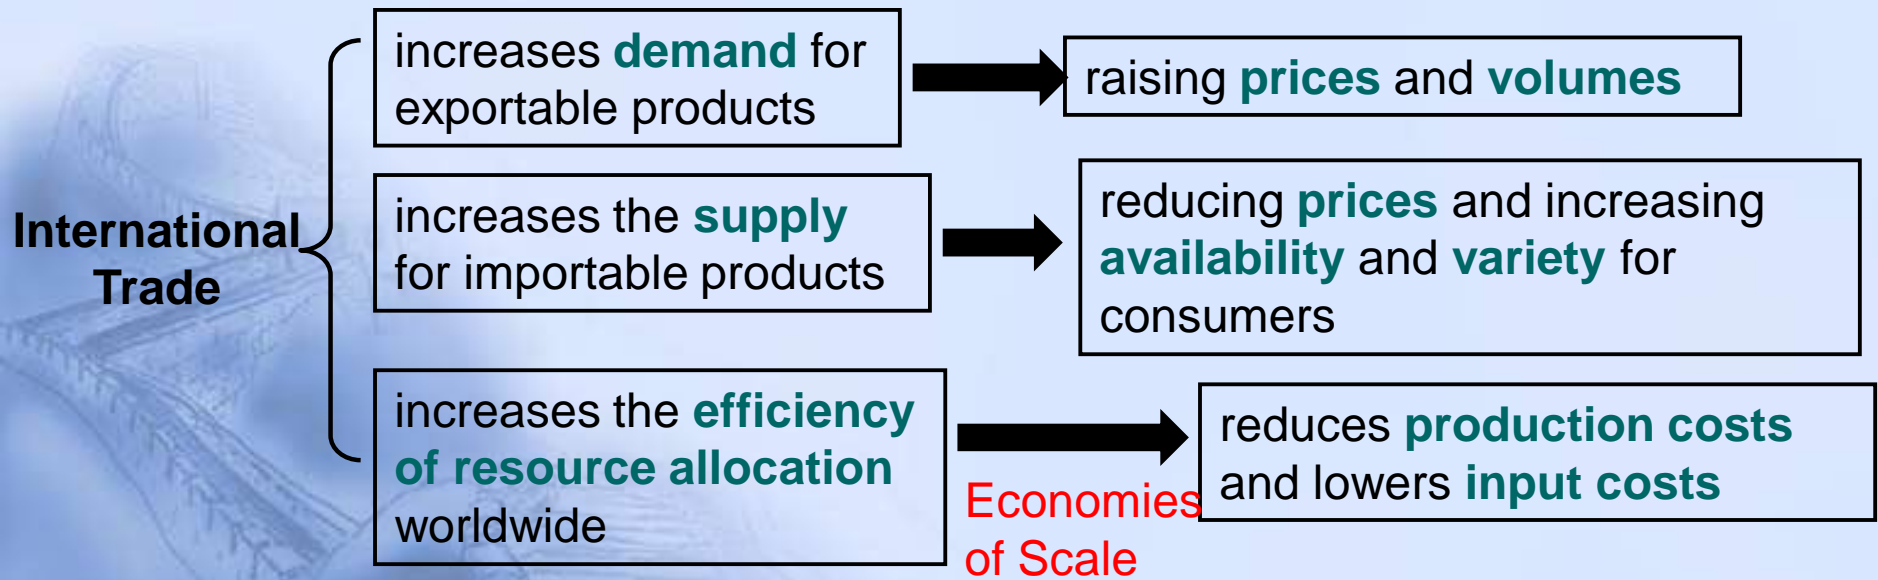 International
Trade
increases demand for
exportable products
raising prices and volumes
increases the supply
for importable products
reducing prices and increasing
availability and variety for
consumers
increases the efficiency
of resource allocation
worldwide
Economies
of Scale
reduces production costs
and lowers input costs